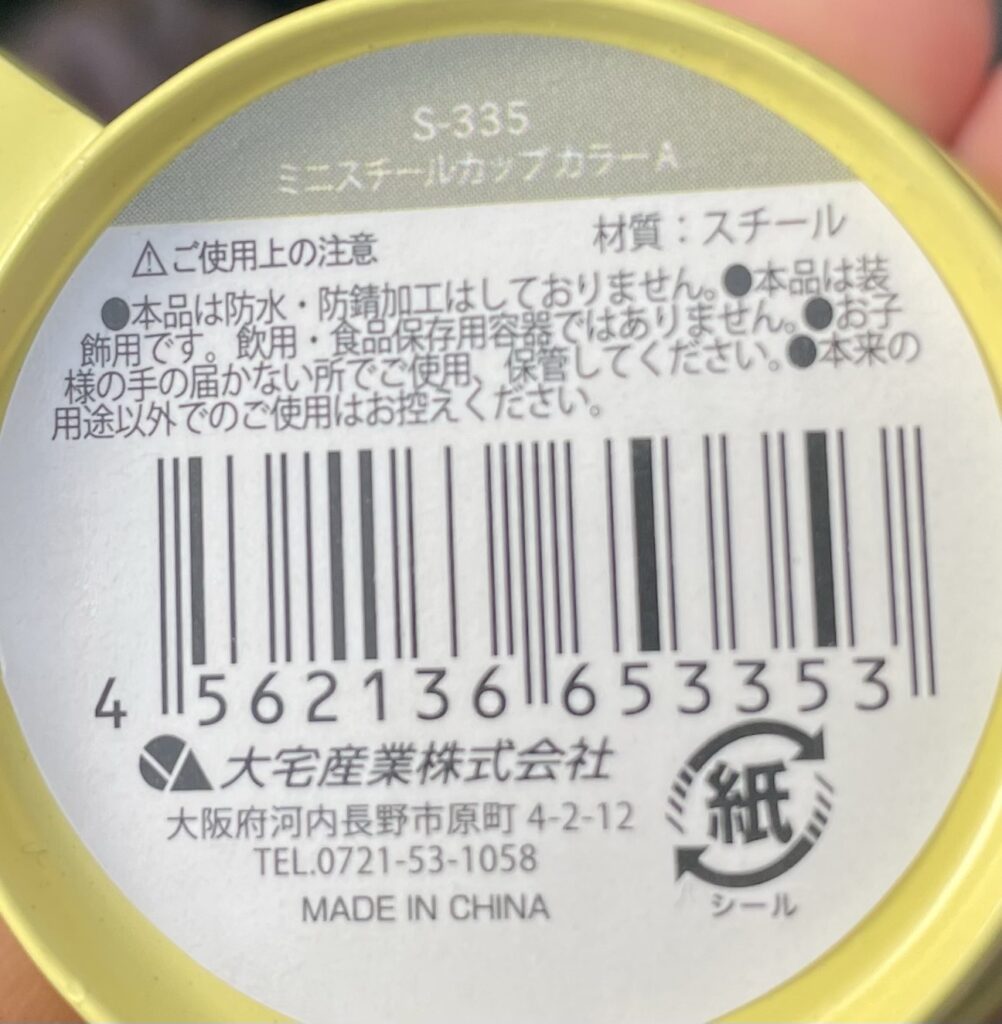 S-335
ミニスチールカップカラーA
⚠ご使用上の注意
材質：スチール
●本品は防水・防錆加工はしておりません。●本品は装
飾用です。飲用・食品保存用容器ではありません。●お子
様の手の届かない所でご使用、保管してください。●本来の
用途以外でのご使用はお控えください。
4 562136 653353
大宅産業株式会社
大阪府河内長野市原町 4-2-12
TEL.0721-53-1058
MADE IN CHINA
紙
シール